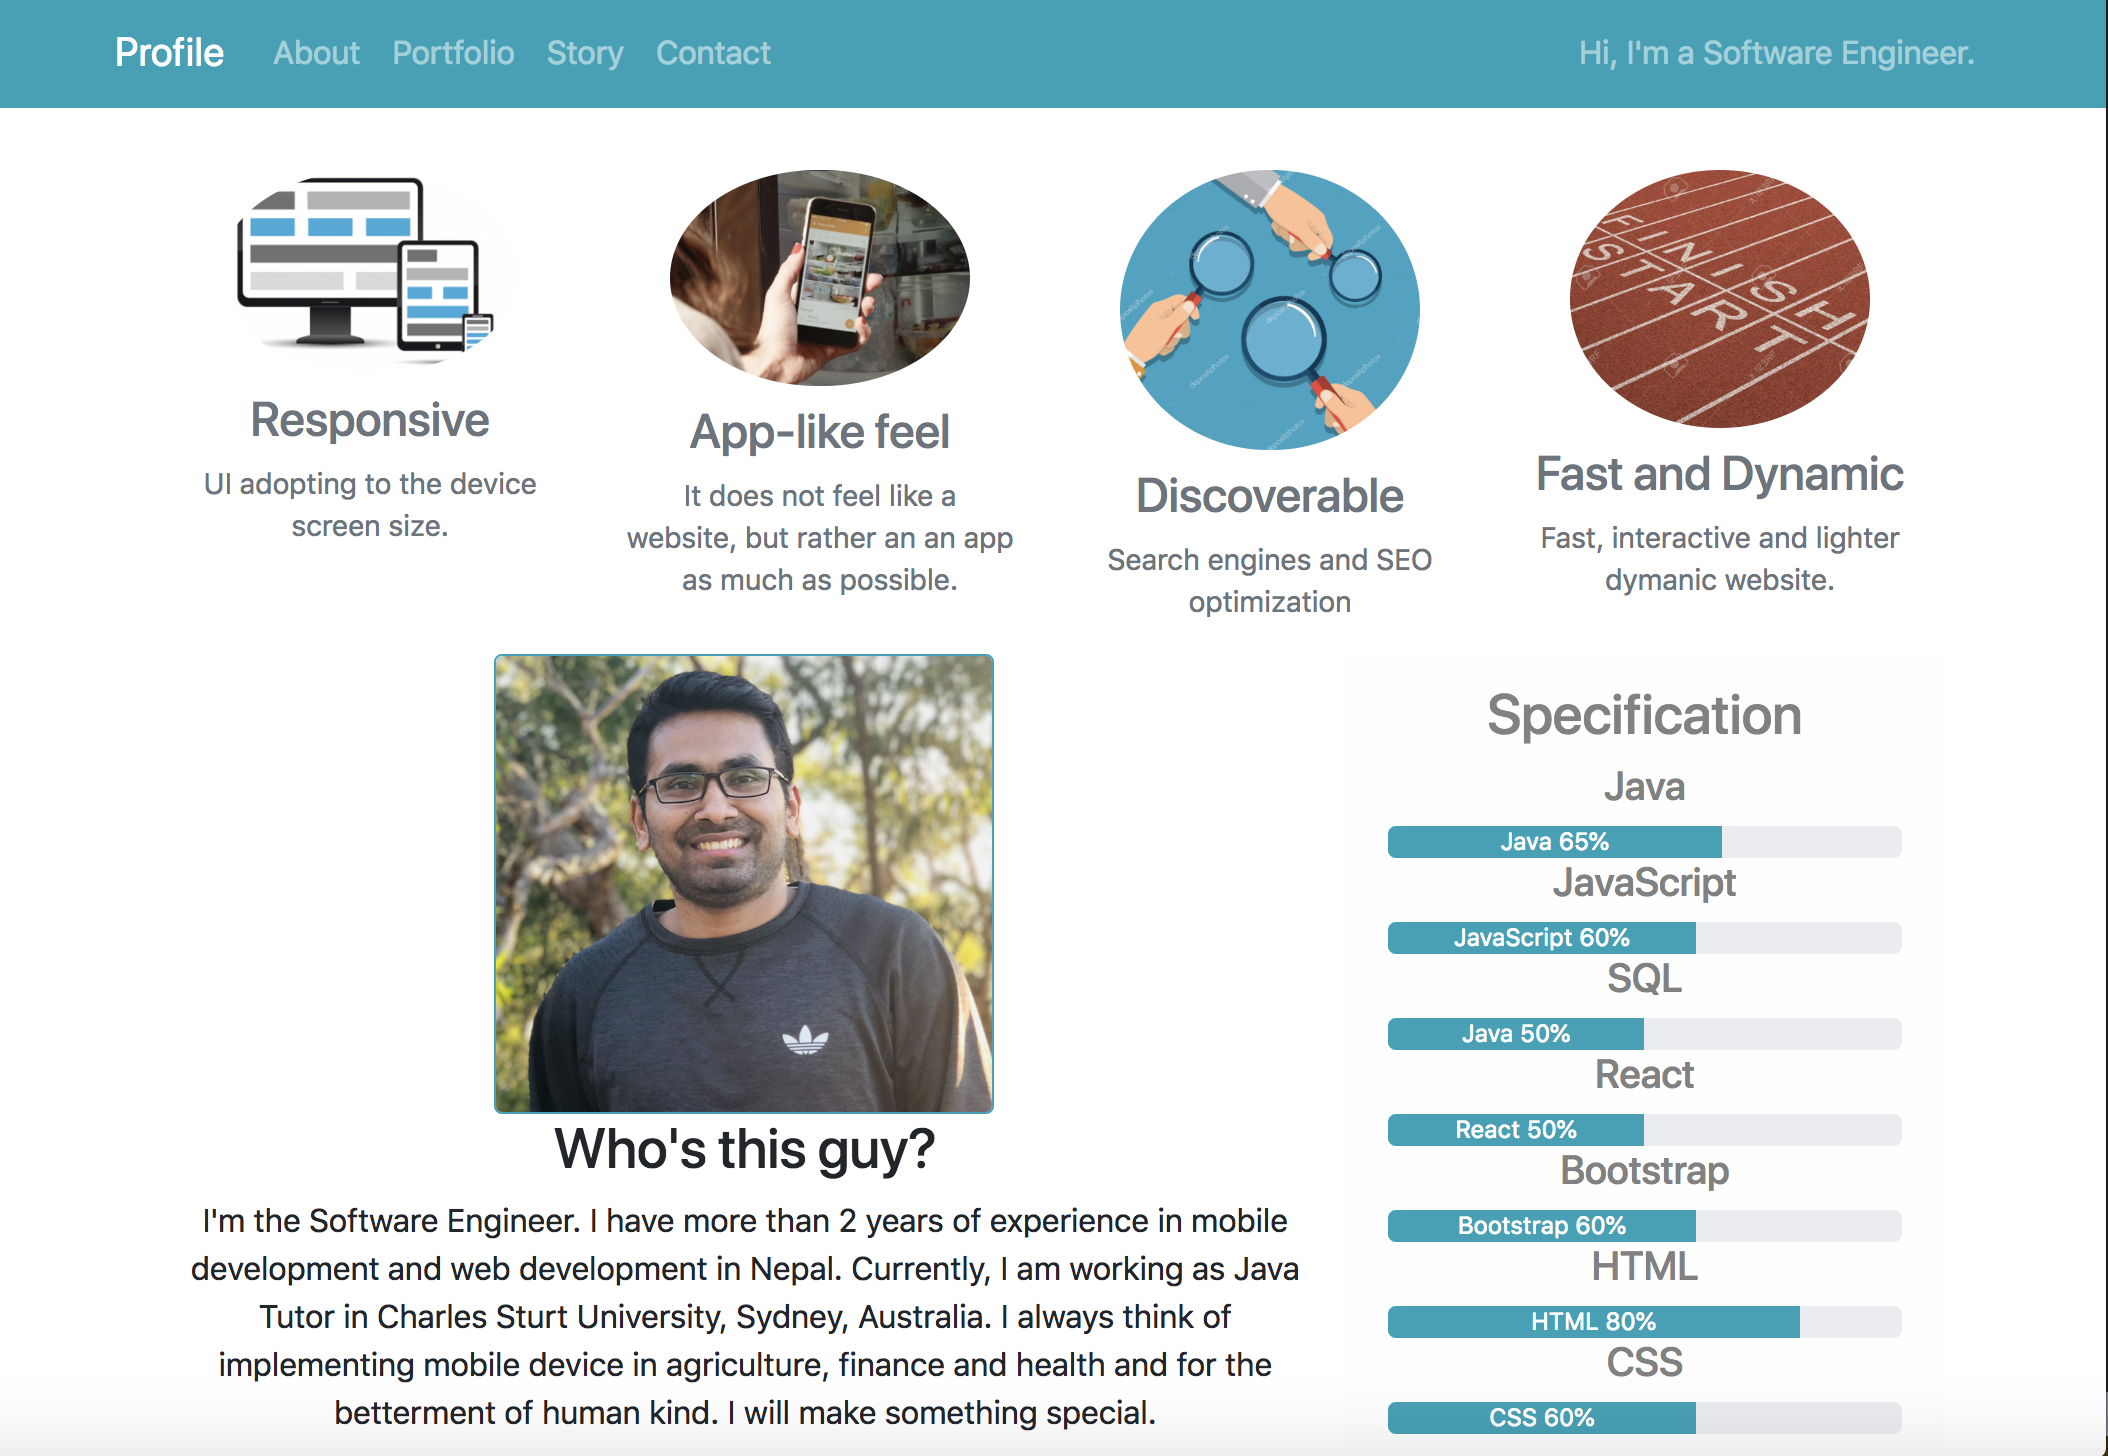 Profile
About
Portfolio
Story
Contact
Hi, I'm a Software Engineer.
FINISH
START
depositphotos
123RF
Responsive
UI adopting to the device
screen size.
App-like feel
It does not feel like a
website, but rather an an app
as much as possible.
Discoverable
Search engines and SEO
optimization
Fast and Dynamic
Fast, interactive and lighter
dymanic website.
Who's this guy?
I'm the Software Engineer. I have more than 2 years of experience in mobile
development and web development in Nepal. Currently, I am working as Java
Tutor in Charles Sturt University, Sydney, Australia. I always think of
implementing mobile device in agriculture, finance and health and for the
betterment of human kind. I will make something special.
Specification
Java
Java 65%
JavaScript
JavaScript 60%
SQL
Java 50%
React
React 50%
Bootstrap
Bootstrap 60%
HTML
HTML 80%
CSS
CSS 60%